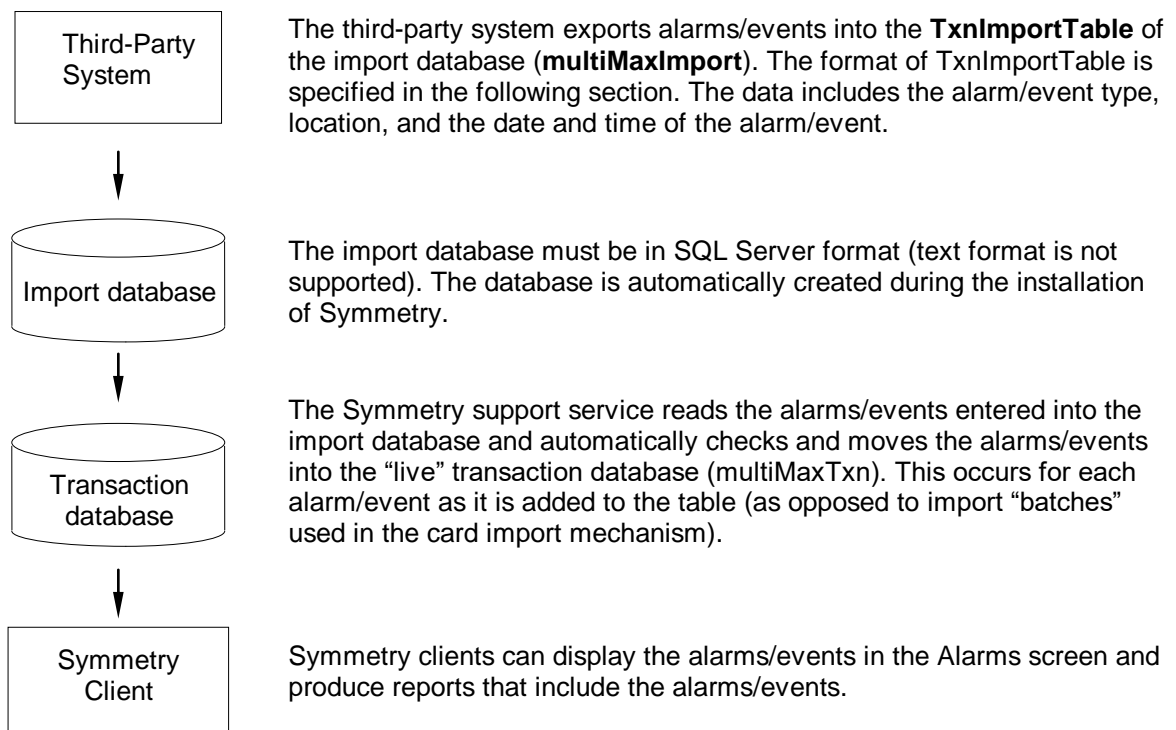 Third-Party
System
The third-party system exports alarms/events into the TxnImportTable of
the import database (multiMaxImport). The format of TxnImportTable is
specified in the following section. The data includes the alarm/event type,
location, and the date and time of the alarm/event.
Import database
The import database must be in SQL Server format (text format is not
supported). The database is automatically created during the installation
of Symmetry.
Transaction
database
The Symmetry support service reads the alarms/events entered into the
import database and automatically checks and moves the alarms/events
into the “live” transaction database (multiMaxTxn). This occurs for each
alarm/event as it is added to the table (as opposed to import “batches”
used in the card import mechanism).
Symmetry
Client
Symmetry clients can display the alarms/events in the Alarms screen and
produce reports that include the alarms/events.